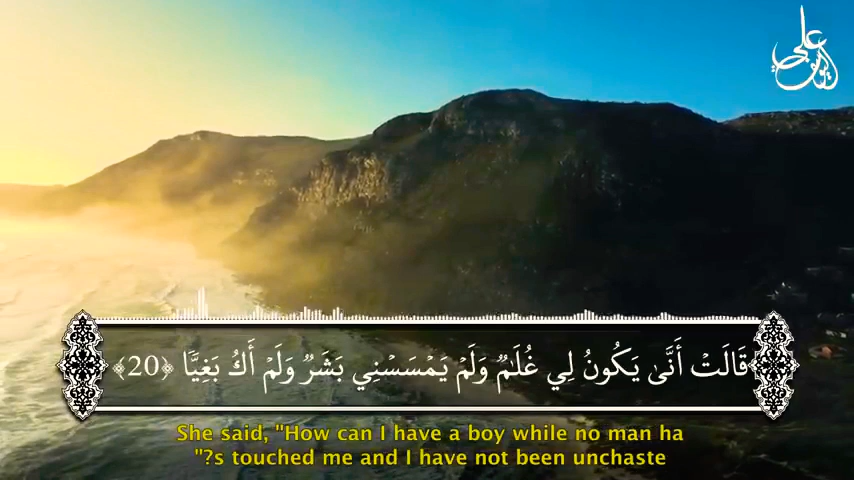 قَالَتۡ أَنَّىٰ يَكُونُ لِي غُلَٰمٞ وَلَمۡ يَمۡسَسۡنِي بَشَرٞ وَلَمۡ أَكُ بَغِيّٗا ﴿20﴾
She said, "How can I have a boy while no man ha
"?s touched me and I have not been unchaste